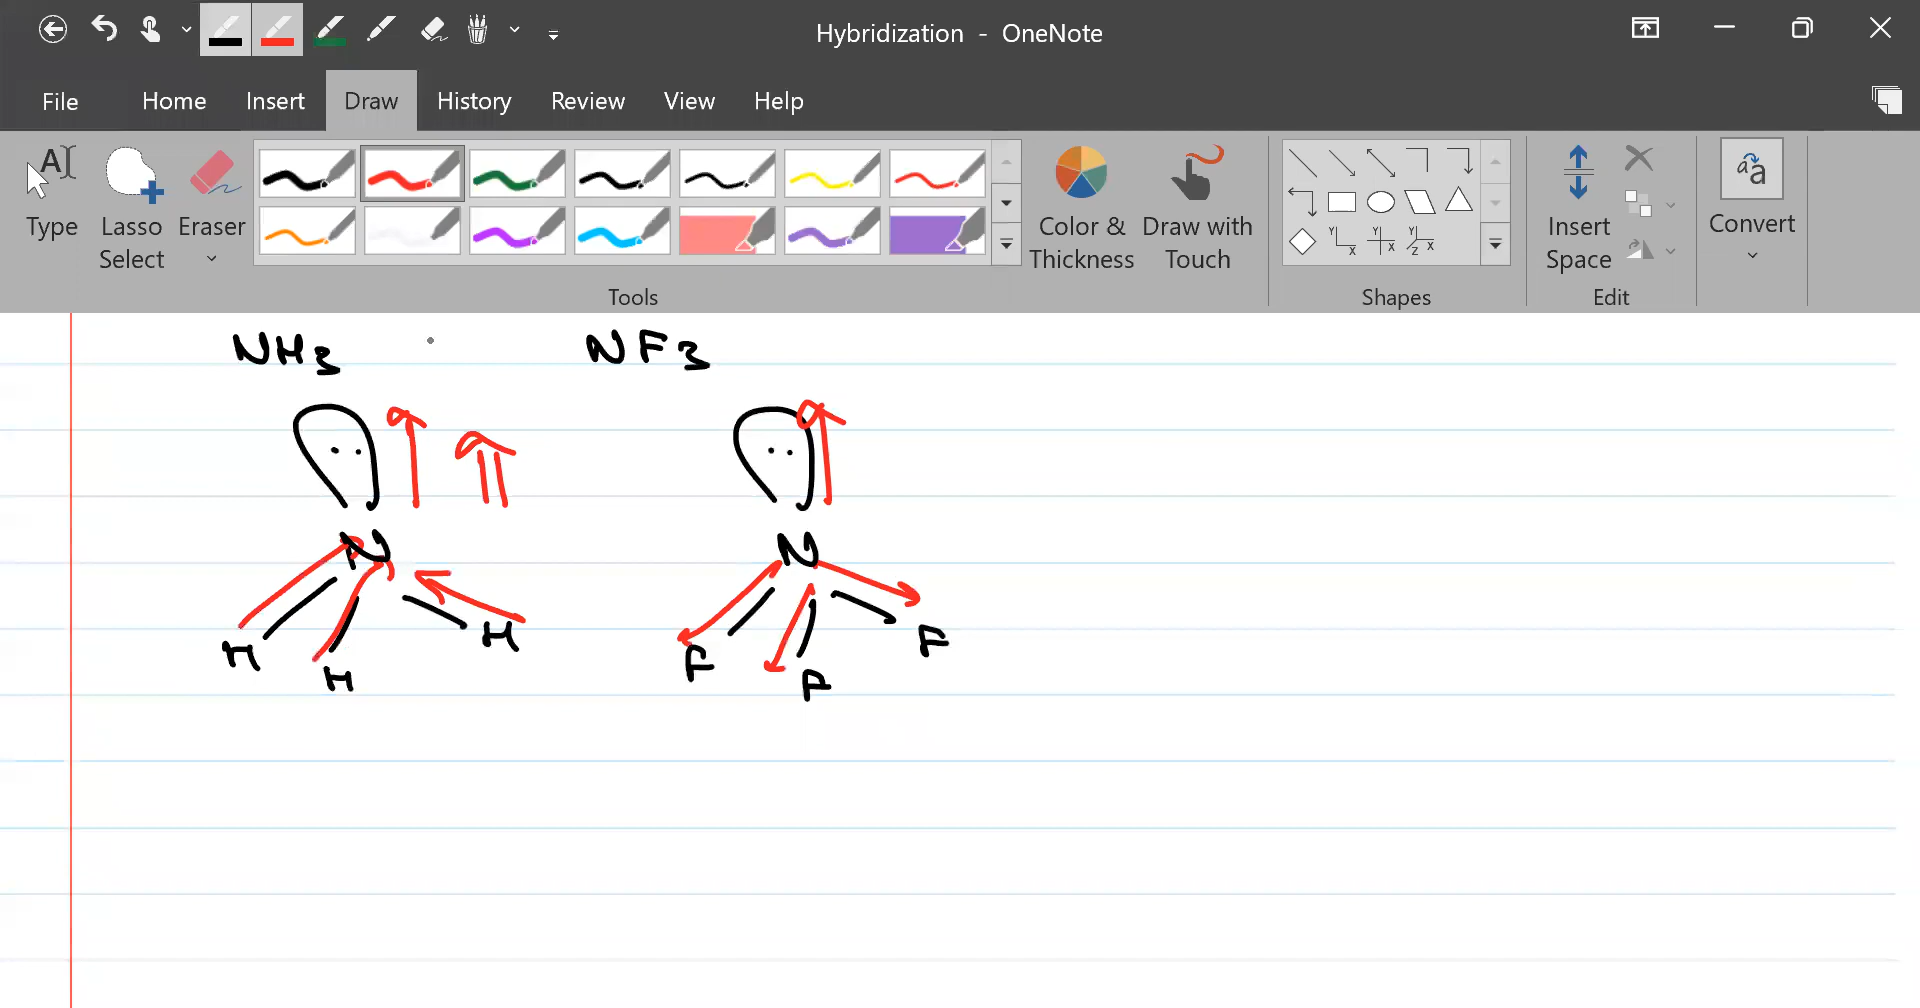 Hybridization - OneNote
File Home Insert Draw History Review View Help
Type Lasso Select Eraser Color & Thickness Draw with Touch Insert Space Convert
Tools Shapes Edit
NH3 NF3
N N
H H H F F F